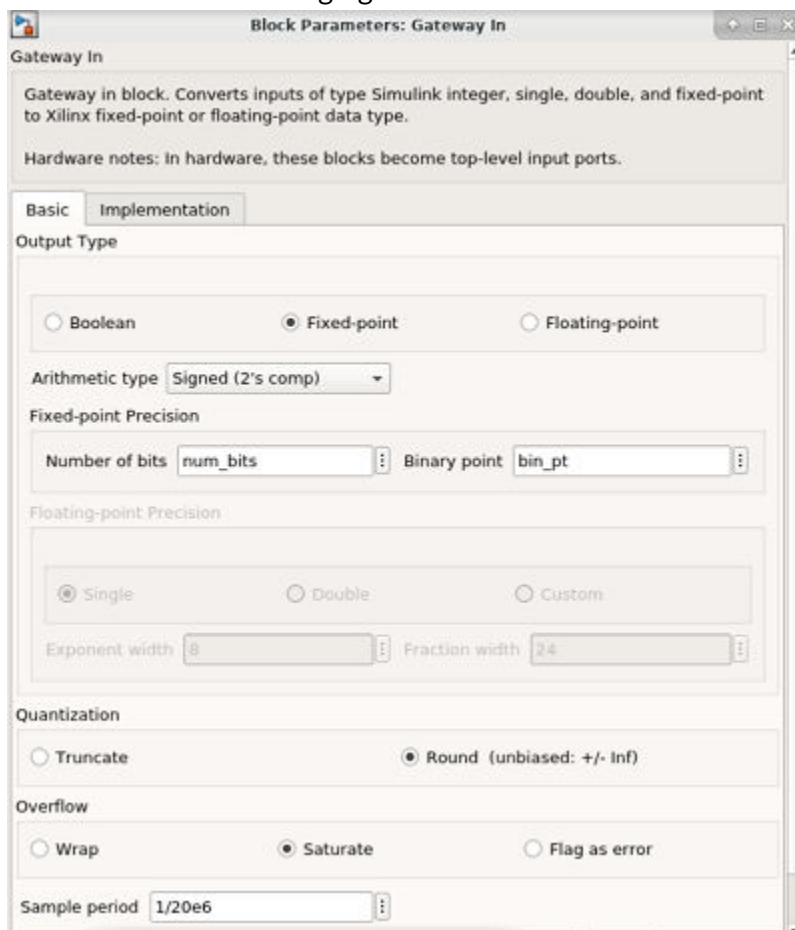 Block Parameters: Gateway In
Gateway In
Gateway in block. Converts inputs of type Simulink integer, single, double, and fixed-point
to Xilinx fixed-point or floating-point data type.
Hardware notes: In hardware, these blocks become top-level input ports.
Basic Implementation
Output Type
Boolean Fixed-point Floating-point
Arithmetic type Signed (2's comp)
Fixed-point Precision
Number of bits num_bits Binary point bin_pt
Floating-point Precision
Single Double Custom
Exponent width 8 Fraction width 24
Quantization
Truncate Round (unbiased: +/- Inf)
Overflow
Wrap Saturate Flag as error
Sample period 1/20e6